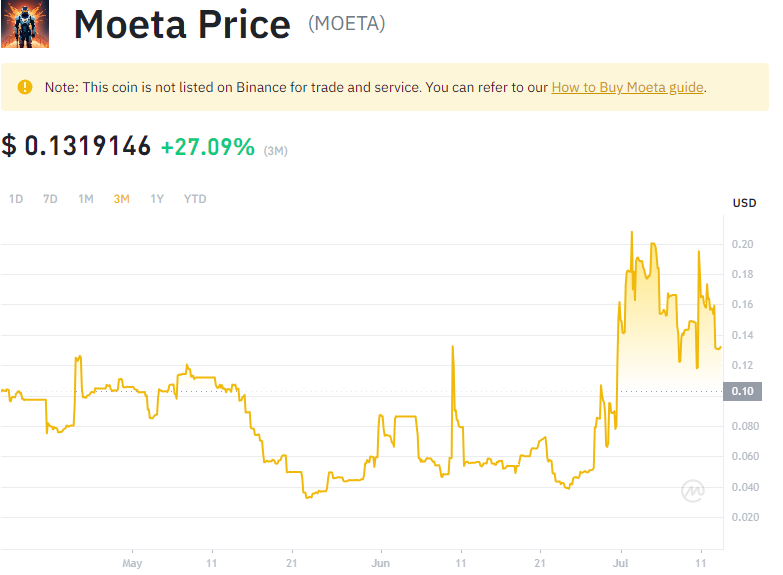 Moeta Price (MOETA)
Note: This coin is not listed on Binance for trade and service. You can refer to our How to Buy Moeta guide.
$ 0.1319146 +27.09% (3M)
1D 7D 1M 3M 1Y YTD
USD
0.20
0.18
0.16
0.14
0.12
0.10
0.080
0.060
0.040
0.020
May 11 21 Jun 11 21 Jul 11